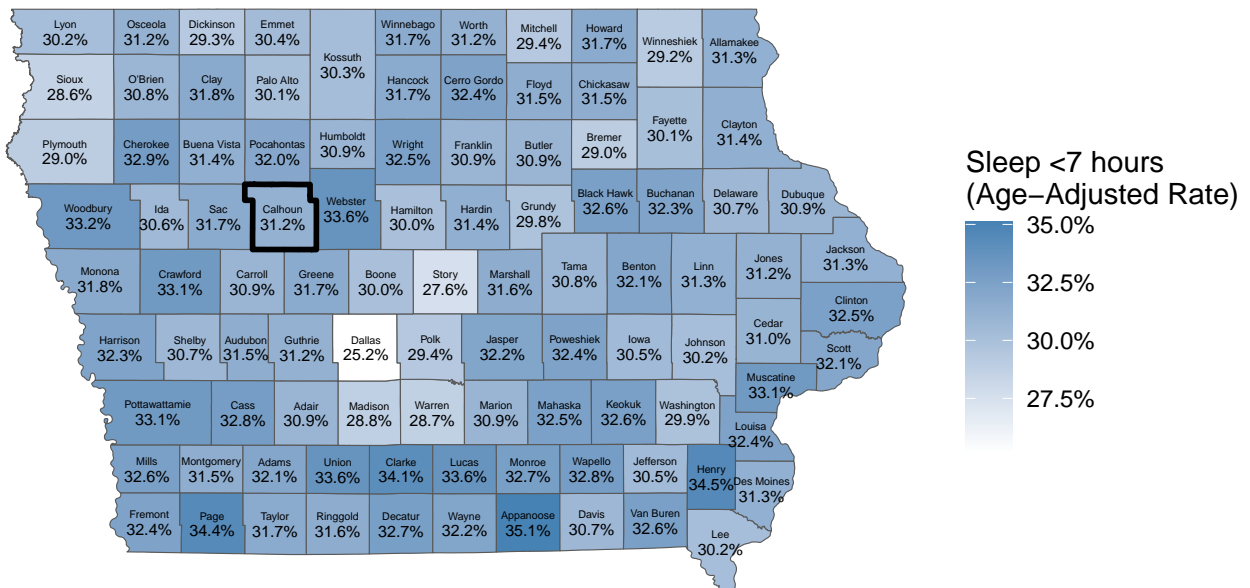 Lyon
30.2%
Osceola
31.2%
Dickinson
29.3%
Emmet
30.4%
Kossuth
30.3%
Winnebago
31.7%
Worth
31.2%
Mitchell
29.4%
Howard
31.7%
Winneshiek
29.2%
Allamakee
31.3%
Sioux
28.6%
O'Brien
30.8%
Clay
31.8%
Palo Alto
30.1%
Hancock
31.7%
Cerro Gordo
32.4%
Floyd
31.5%
Chickasaw
31.5%
Fayette
30.1%
Clayton
31.4%
Plymouth
29.0%
Cherokee
32.9%
Buena Vista
31.4%
Pocahontas
32.0%
Humboldt
30.9%
Wright
32.5%
Franklin
30.9%
Butler
30.9%
Bremer
29.0%
Woodbury
33.2%
Ida
30.6%
Sac
31.7%
Calhoun
31.2%
Webster
33.6%
Hamilton
30.0%
Hardin
31.4%
Grundy
29.8%
Black Hawk
32.6%
Buchanan
32.3%
Delaware
30.7%
Dubuque
30.9%
Monona
31.8%
Crawford
33.1%
Carroll
30.9%
Greene
31.7%
Boone
30.0%
Story
27.6%
Marshall
31.6%
Tama
30.8%
Benton
32.1%
Linn
31.3%
Jones
31.2%
Jackson
31.3%
Clinton
32.5%
Harrison
32.3%
Shelby
30.7%
Audubon
31.5%
Guthrie
31.2%
Dallas
25.2%
Polk
29.4%
Jasper
32.2%
Poweshiek
32.4%
Iowa
30.5%
Johnson
30.2%
Cedar
31.0%
Scott
32.1%
Muscatine
33.1%
Pottawattamie
33.1%
Cass
32.8%
Adair
30.9%
Madison
28.8%
Warren
28.7%
Marion
30.9%
Mahaska
32.5%
Keokuk
32.6%
Washington
29.9%
Louisa
32.4%
Mills
32.6%
Montgomery
31.5%
Adams
32.1%
Union
33.6%
Clarke
34.1%
Lucas
33.6%
Monroe
32.7%
Wapello
32.8%
Jefferson
30.5%
Henry
34.5%
Des Moines
31.3%
Fremont
32.4%
Page
34.4%
Taylor
31.7%
Ringgold
31.6%
Decatur
32.7%
Wayne
32.2%
Appanoose
35.1%
Davis
30.7%
Van Buren
32.6%
Lee
30.2%
Sleep <7 hours
(Age−Adjusted Rate)
35.0%
32.5%
30.0%
27.5%